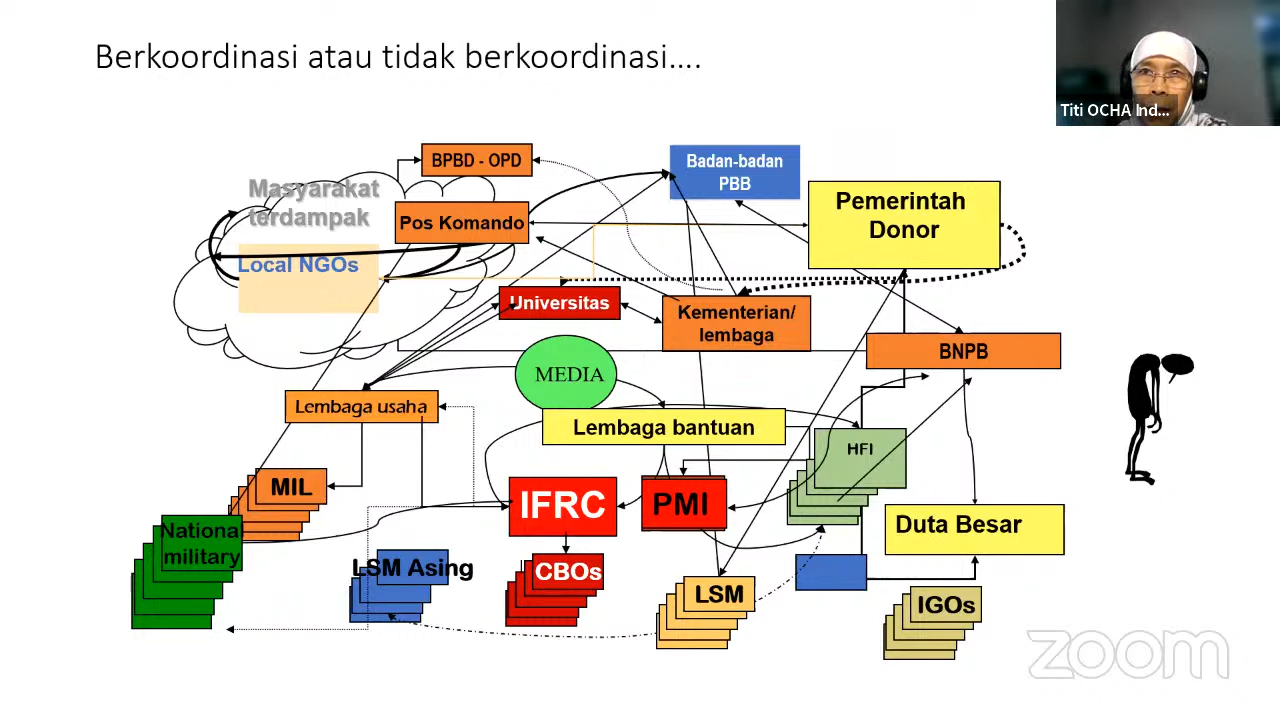 Berkoordinasi atau tidak berkoordinasi....
Titi OCHA Ind...
BPBD - OPD
Badan-badan
PBB
Masyarakat
terdampak
Pos Komando
Pemerintah
Donor
Local NGOs
Universitas
Kementerian/
lembaga
BNPB
MEDIA
Lembaga usaha
Lembaga bantuan
HFI
MIL
IFRC
PMI
Duta Besar
National
military
LSM Asing
CBOs
LSM
IGOs
zoom